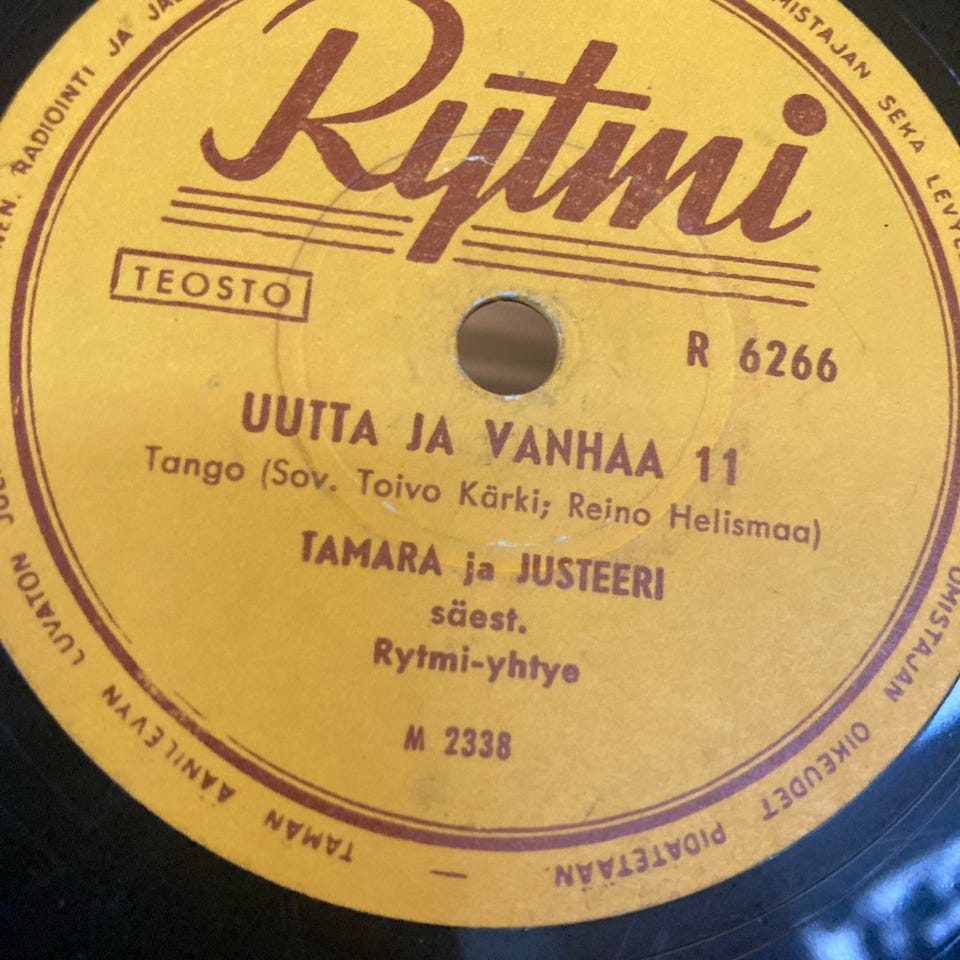 Rytmi
TEOSTO
R 6266
UUTTA JA VANHAA 11
Tango (Sov. Toivo Kärki; Reino Helismaa)
TAMARA ja JUSTEERI
säest.
Rytmi-yhtye
M 2338
TÄMÄN ÄÄNILEVYN LUVATON
RADIOINTI JA
OMISTAJAN SEKÄ
OMISTAJAN OIKEUDET PIDÄTETÄÄN. —